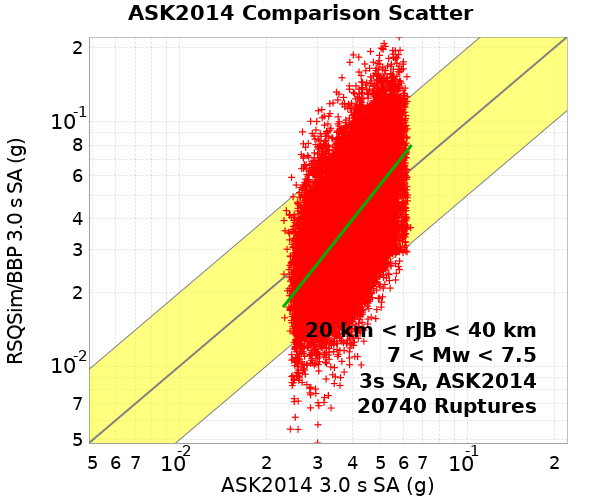 ASK2014 Comparison Scatter
RSQSim/BBP 3.0 s SA (g)
2
10-1
8
6
4
3
2
10-2
7
5
20 km < rJB < 40 km
7 < Mw < 7.5
3s SA, ASK2014
20740 Ruptures
5 6 7 10-2 2 3 4 5 6 7 10-1 2
ASK2014 3.0 s SA (g)